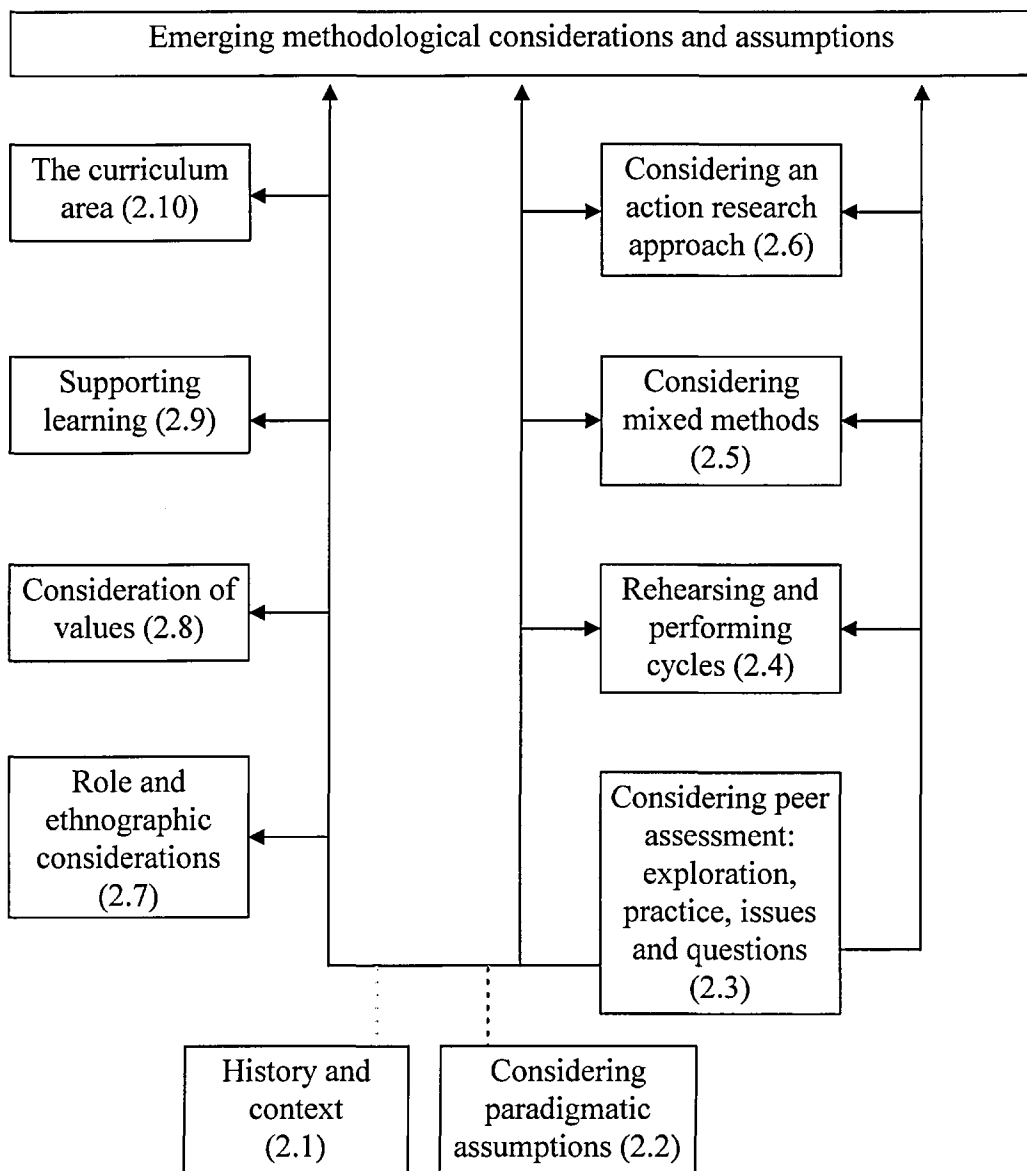 Emerging methodological considerations and assumptions
The curriculum
area (2.10)
Considering an
action research
approach (2.6)
Supporting
learning (2.9)
Considering
mixed methods
(2.5)
Consideration of
values (2.8)
Rehearsing and
performing
cycles (2.4)
Role and
ethnographic
considerations
(2.7)
Considering peer
assessment:
exploration,
practice, issues
and questions
(2.3)
History and
context
(2.1)
Considering
paradigmatic
assumptions (2.2)